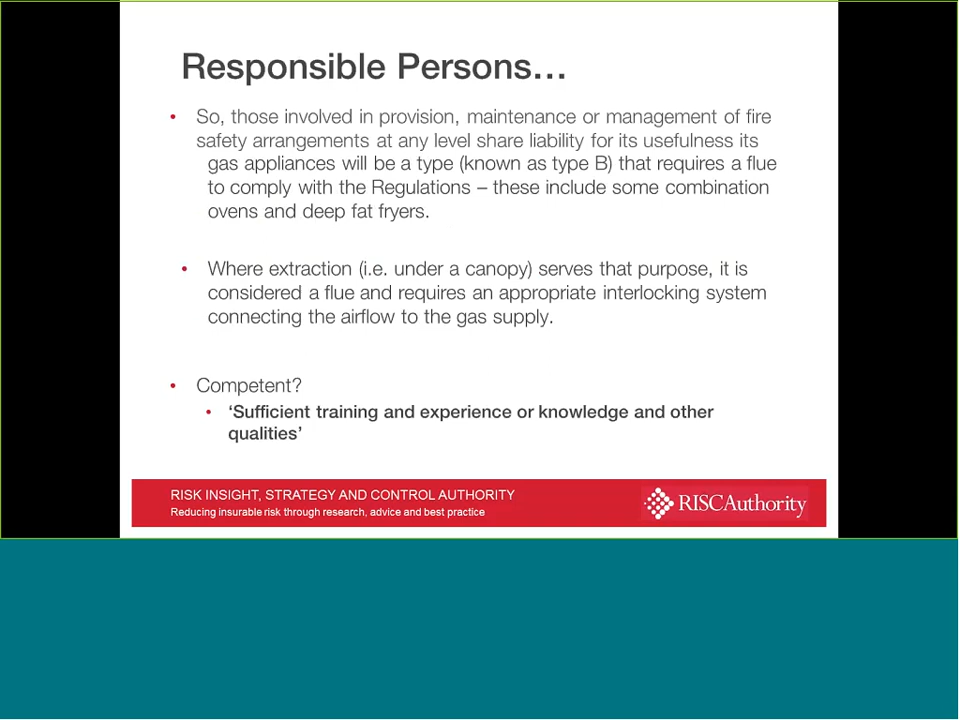 Responsible Persons...
• So, those involved in provision, maintenance or management of fire
safety arrangements at any level share liability for its usefulness its
gas appliances will be a type (known as type B) that requires a flue
to comply with the Regulations – these include some combination
ovens and deep fat fryers.
• Where extraction (i.e. under a canopy) serves that purpose, it is
considered a flue and requires an appropriate interlocking system
connecting the airflow to the gas supply.
• Competent?
• ‘Sufficient training and experience or knowledge and other
qualities’
RISK INSIGHT, STRATEGY AND CONTROL AUTHORITY
Reducing insurable risk through research, advice and best practice
RISCAuthority